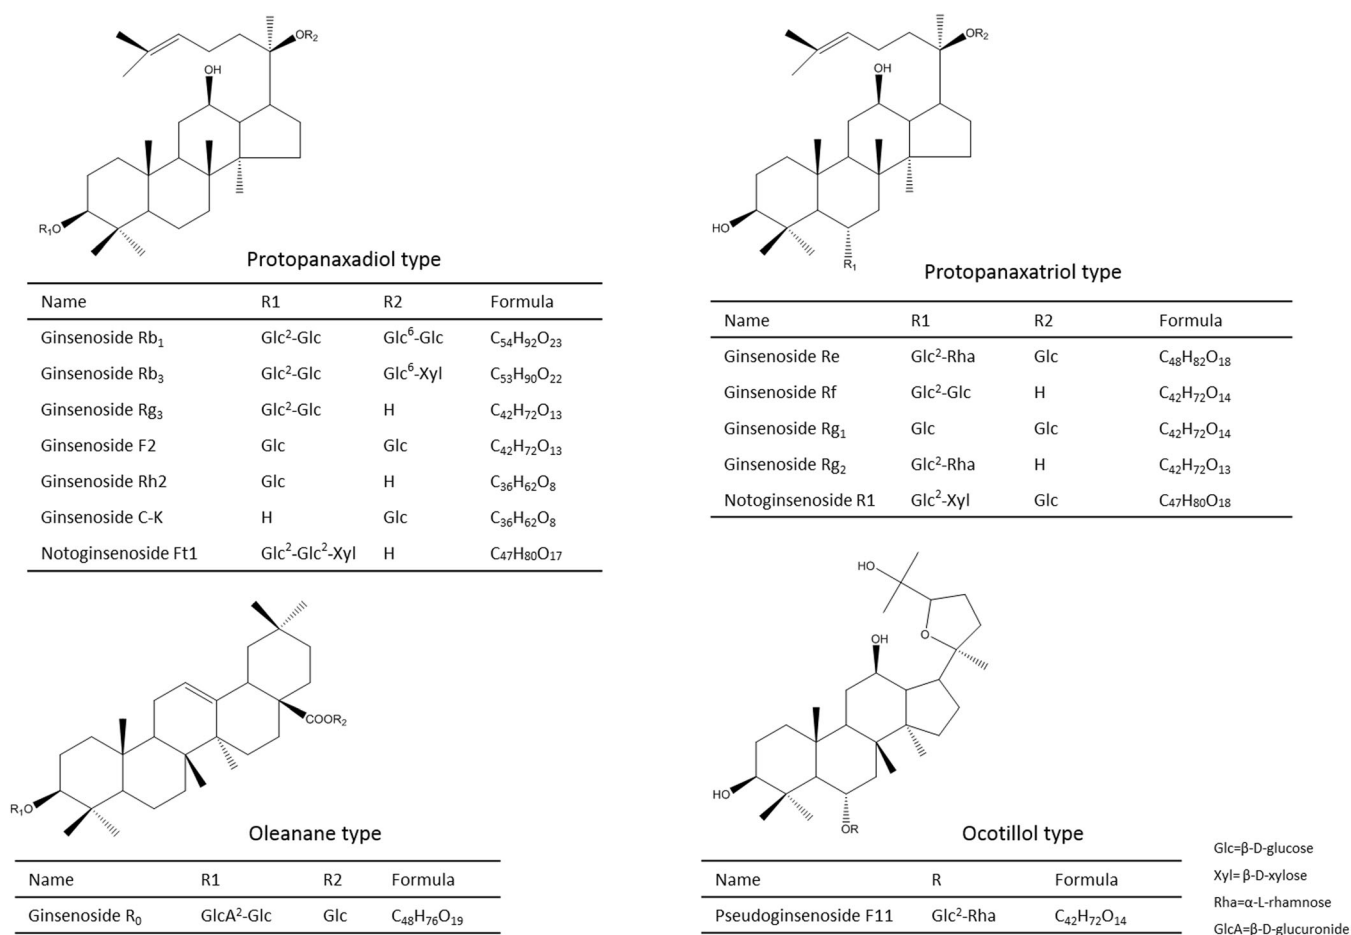 OR₂
OH
R₁O
Protopanaxadiol type
Name R1 R2 Formula
Ginsenoside Rb₁ Glc²-Glc Glc⁶-Glc C₅₄H₉₂O₂₃
Ginsenoside Rb₃ Glc²-Glc Glc⁶-Xyl C₅₃H₉₀O₂₂
Ginsenoside Rg₃ Glc²-Glc H C₄₂H₇₂O₁₃
Ginsenoside F2 Glc Glc C₄₂H₇₂O₁₃
Ginsenoside Rh2 Glc H C₃₆H₆₂O₈
Ginsenoside C-K H Glc C₃₆H₆₂O₈
Notoginsenoside Ft1 Glc²-Glc²-Xyl H C₄₇H₈₀O₁₇
OR₂
OH
HO
R₁
Protopanaxatriol type
Name R1 R2 Formula
Ginsenoside Re Glc²-Rha Glc C₄₈H₈₂O₁₈
Ginsenoside Rf Glc²-Glc H C₄₂H₇₂O₁₄
Ginsenoside Rg₁ Glc Glc C₄₂H₇₂O₁₄
Ginsenoside Rg₂ Glc²-Rha H C₄₂H₇₂O₁₃
Notoginsenoside R1 Glc²-Xyl Glc C₄₇H₈₀O₁₈
COOR₂
R₁O
Oleanane type
Name R1 R2 Formula
Ginsenoside R₀ GlcA²-Glc Glc C₄₈H₇₆O₁₉
HO
O
OH
HO
OR
Ocotillol type
Name R Formula
Pseudoginsenoside F11 Glc²-Rha C₄₂H₇₂O₁₄
Glc=β-D-glucose
Xyl=β-D-xylose
Rha=α-L-rhamnose
GlcA=β-D-glucuronide